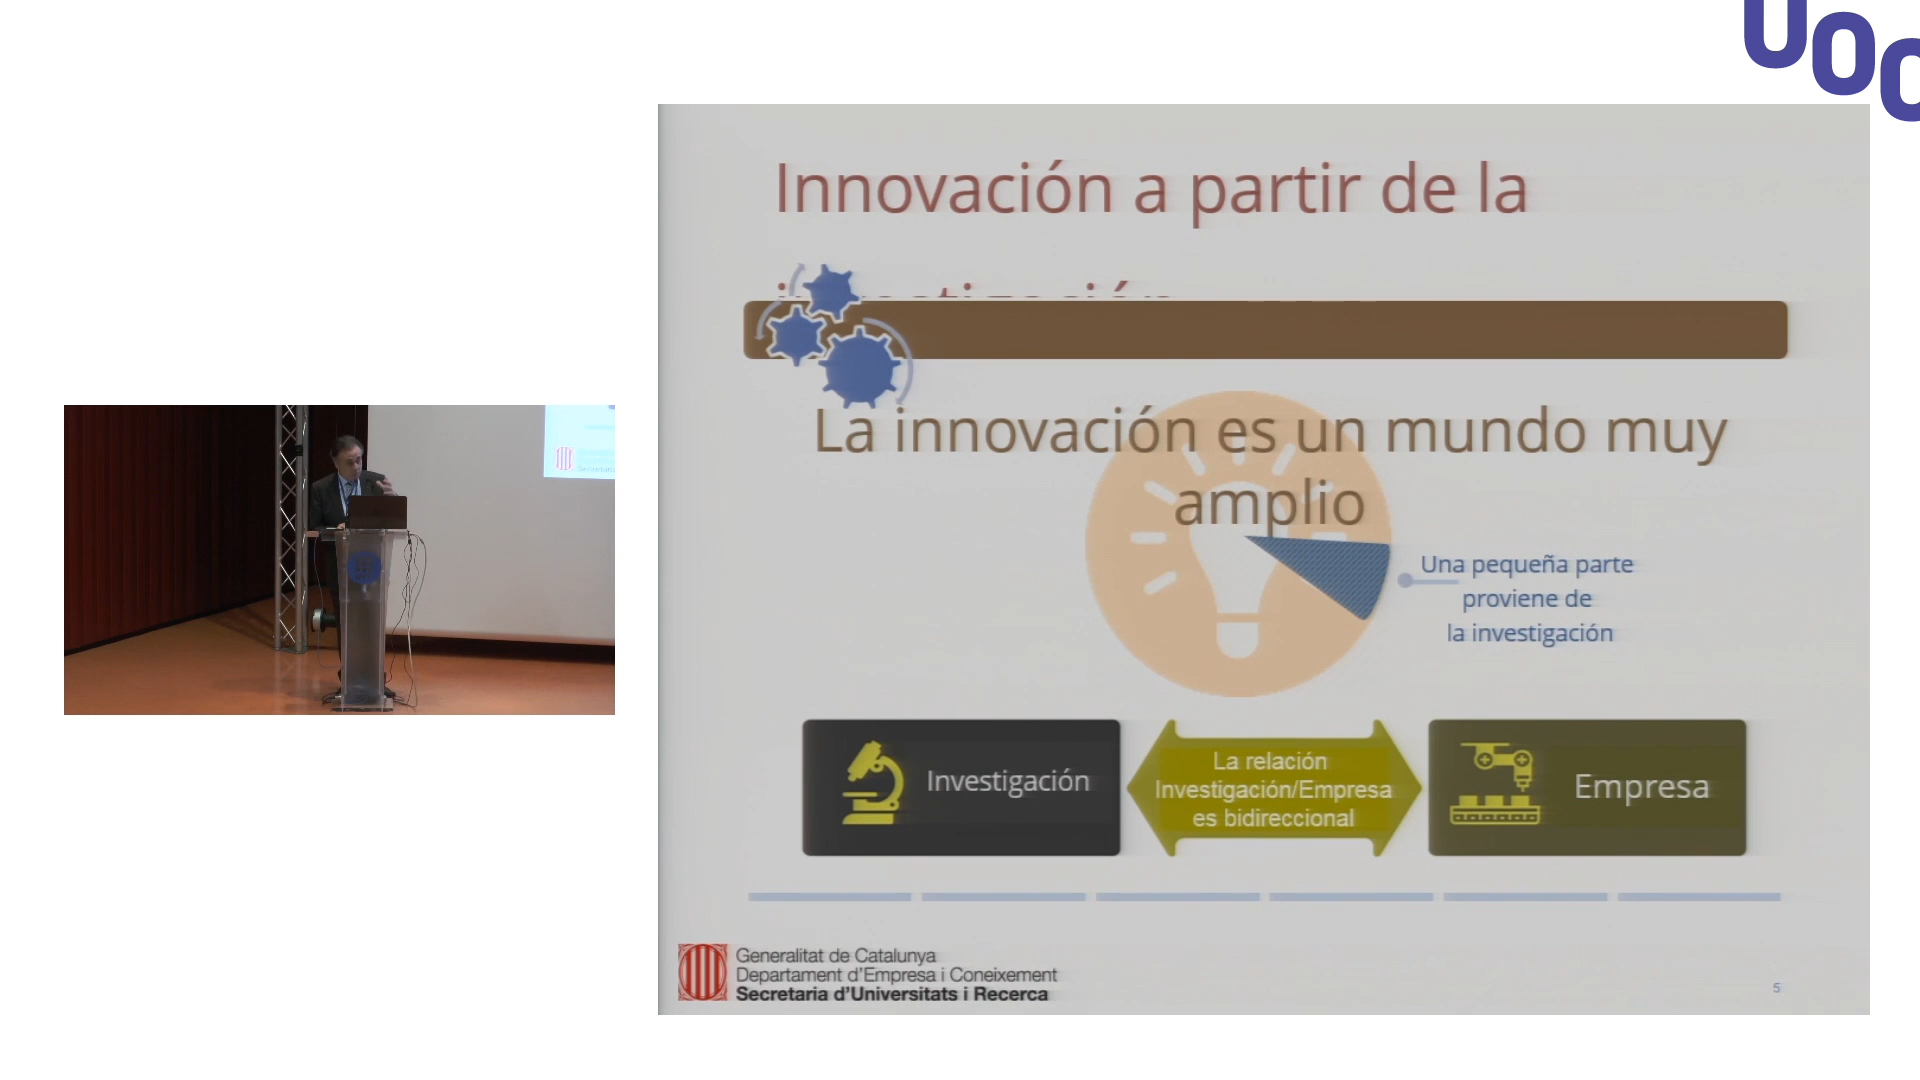 UOC
Innovación a partir de la
investigación
La innovación es un mundo muy
amplio
Una pequeña parte
proviene de
la investigación
Investigación
La relación
Investigación/Empresa
es bidireccional
Empresa
Generalitat de Catalunya
Departament d'Empresa i Coneixement
Secretaria d'Universitats i Recerca
5